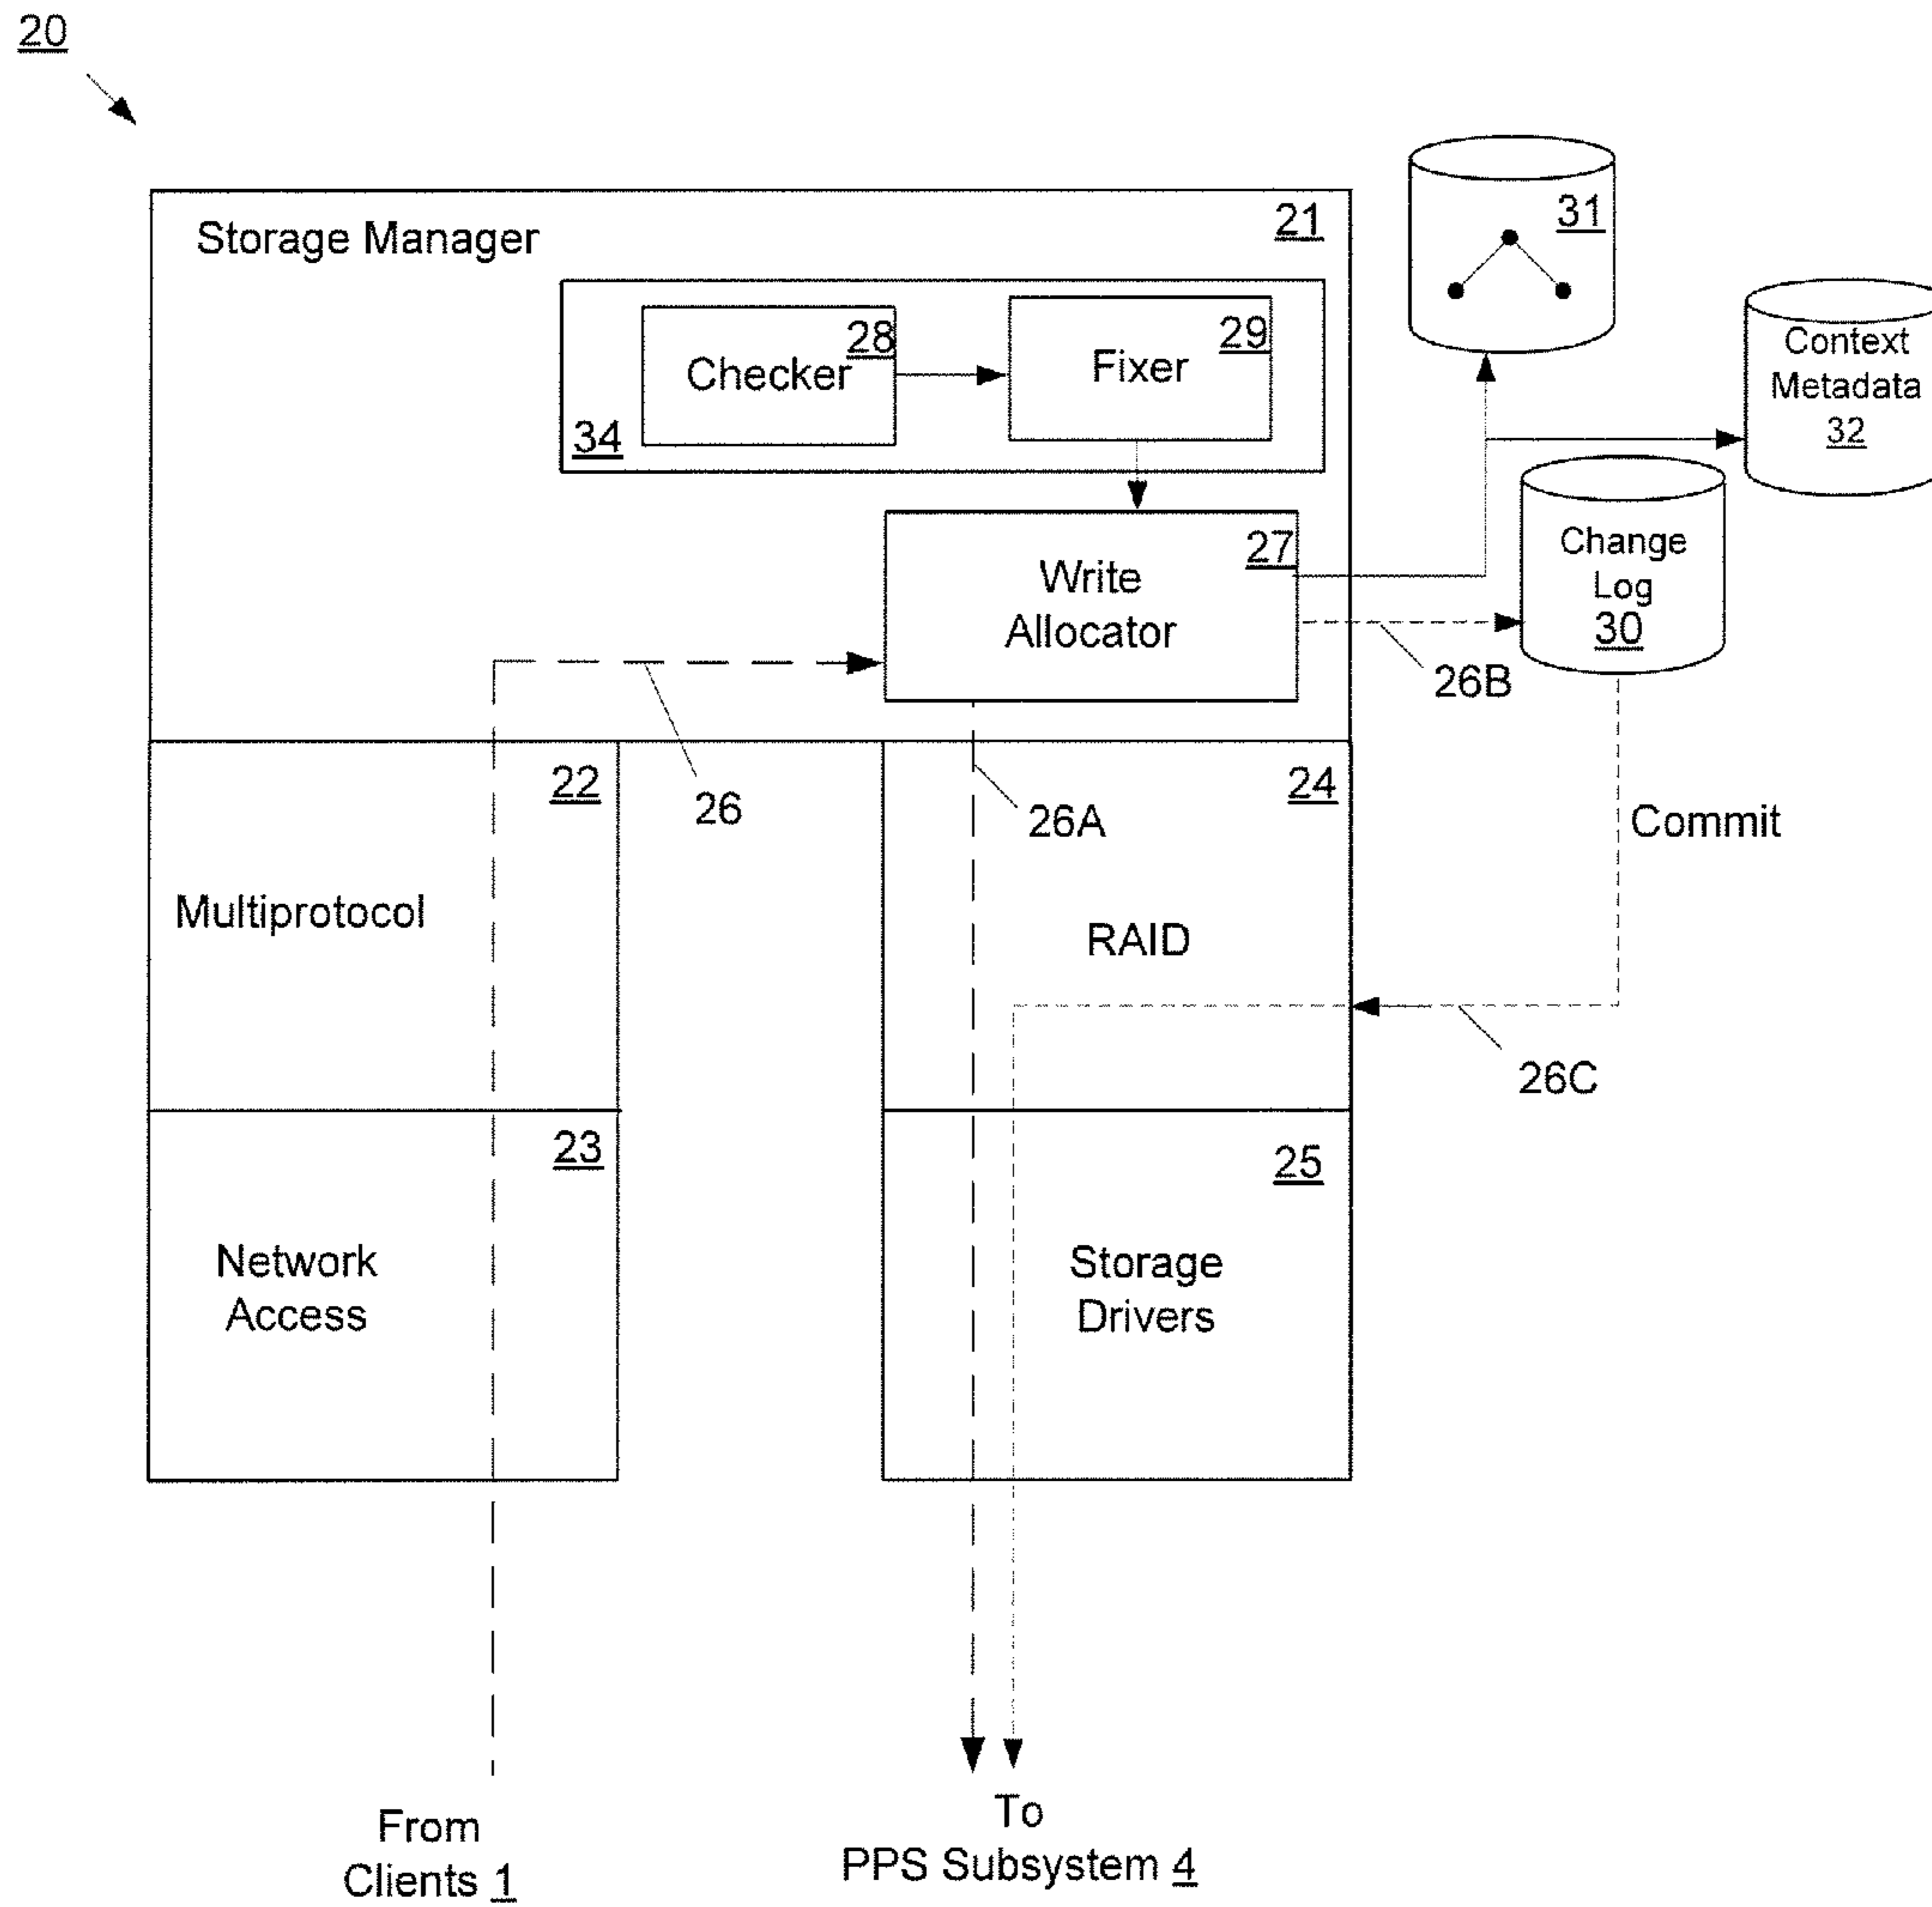 20
Storage Manager
21
31
Checker
28
Fixer
29
34
Context
Metadata
32
Write
Allocator
27
Change
Log
30
26B
26
26A
Commit
Multiprotocol
22
RAID
24
26C
Network
Access
23
Storage
Drivers
25
From
Clients 1
To
PPS Subsystem 4